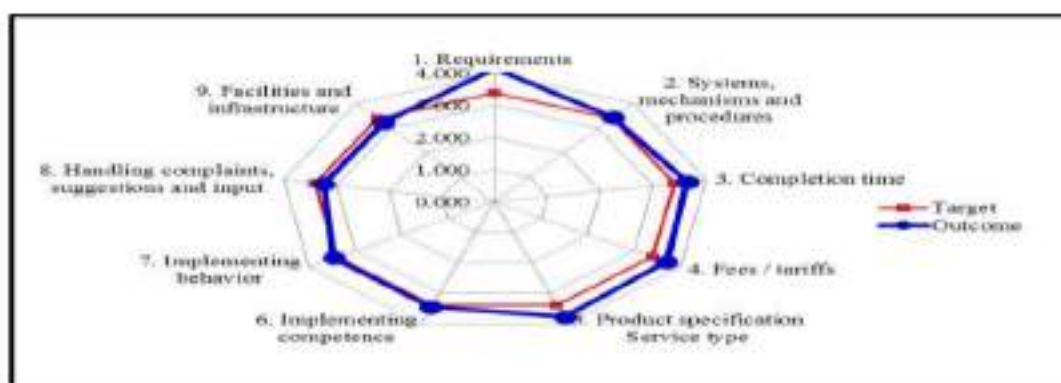 1. Requirements
4.000
2. Systems,
mechanisms and
procedures
9. Facilities and
infrastructure
2.000
8. Handling complaints,
suggestions and input
1.000
3. Completion time
0.000
Target
Outcome
7. Implementing
behavior
4. Fees / tariffs
6. Implementing
competence
Product specification
Service type